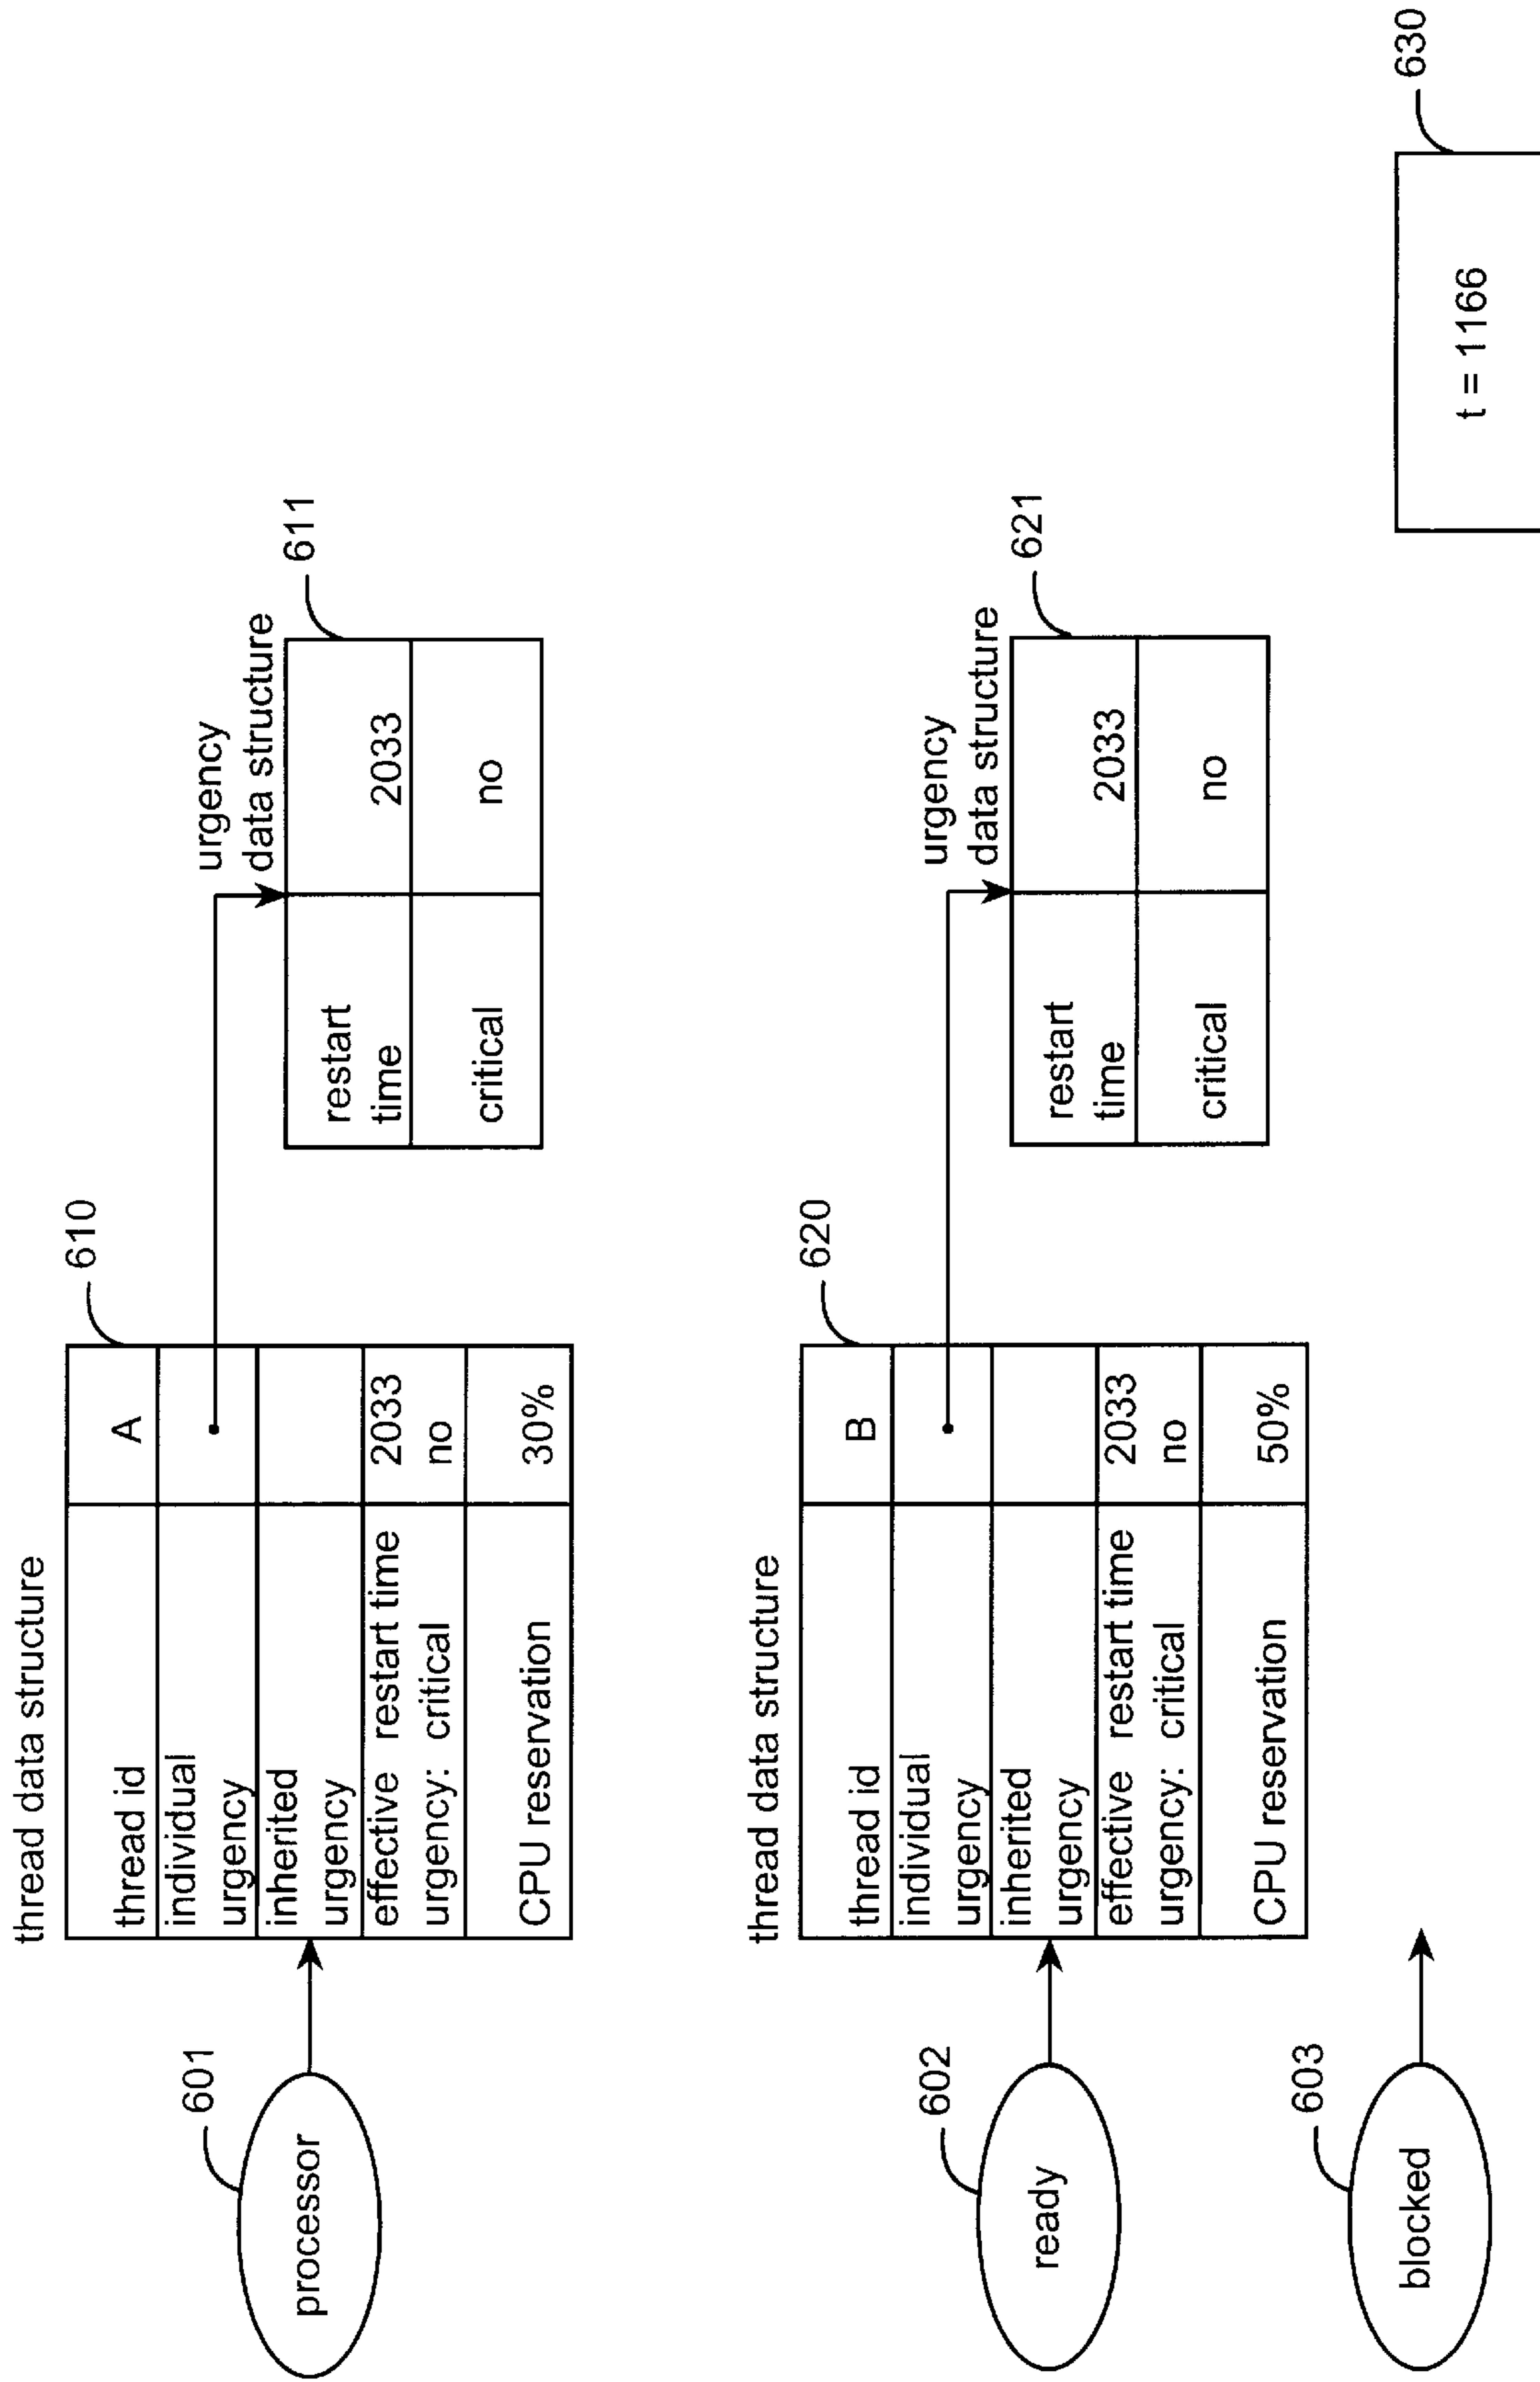 thread data structure
610
601
processor
thread id A
individual
urgency
inherited
urgency
effective restart time 2033
urgency: critical no
CPU reservation 30%
urgency
data structure
611
restart
time 2033
critical no
thread data structure
620
602
ready
thread id B
individual
urgency
inherited
urgency
effective restart time 2033
urgency: critical no
CPU reservation 50%
urgency
data structure
621
restart
time 2033
critical no
603
blocked
630
t = 1166